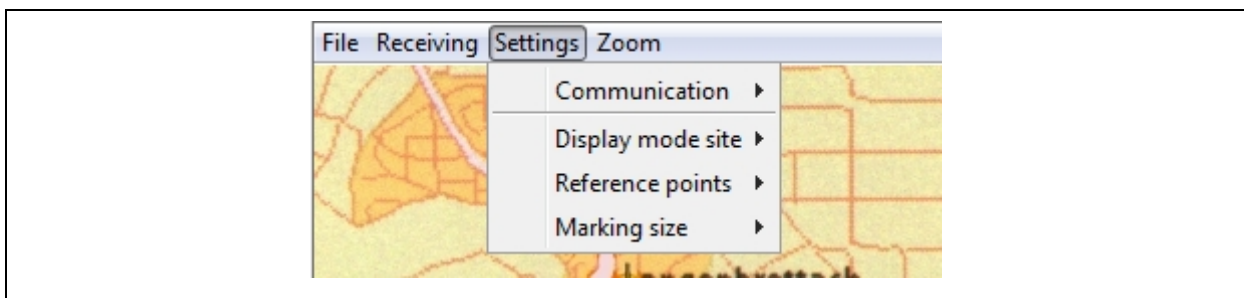 File Receiving Settings Zoom
Communication
Display mode site
Reference points
Marking size